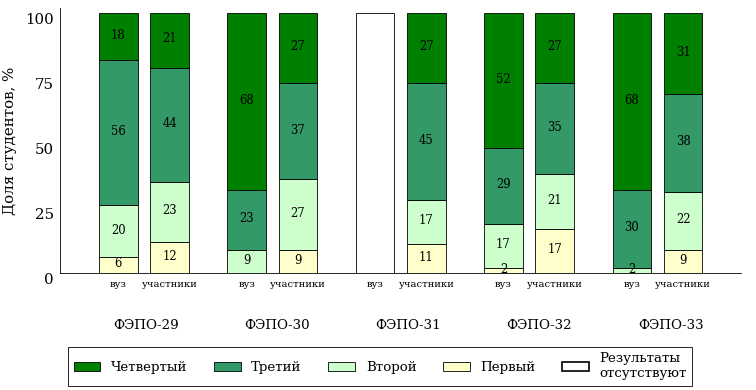 Доля студентов, %
100
75
50
25
0
18 21 68 27 27 52 27 68 31
56 44 23 37 45 29 35 30 38
20 23 9 27 17 17 21 2 22
6 12 9 11 2 17 9
вуз участники вуз участники вуз участники вуз участники вуз участники
ФЭПО-29 ФЭПО-30 ФЭПО-31 ФЭПО-32 ФЭПО-33
Четвертый Третий Второй Первый Результаты
отсутствуют